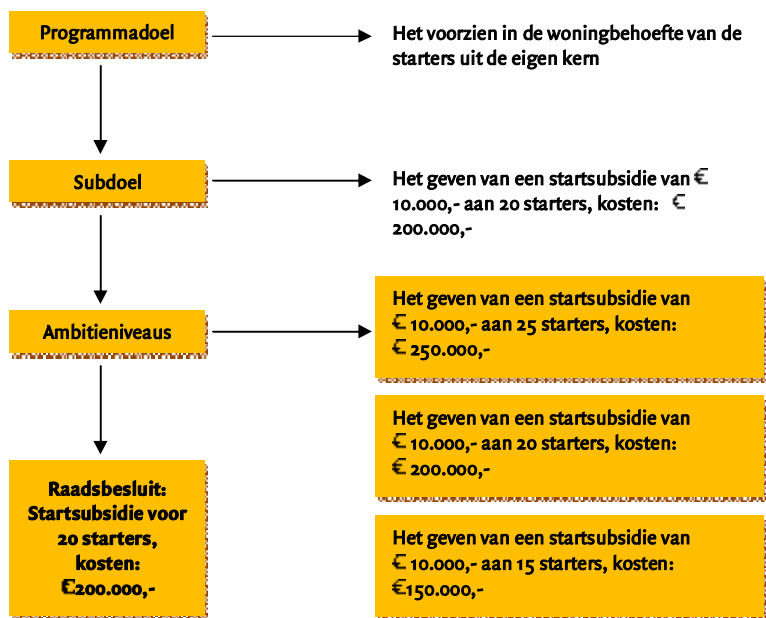 Programmadoel
Het voorzien in de woningbehoefte van de
starters uit de eigen kern
Subdoel
Het geven van een startsubsidie van €
10.000,- aan 20 starters, kosten: €
200.000,-
Ambitieniveaus
Het geven van een startsubsidie van
€ 10.000,- aan 25 starters, kosten:
€ 250.000,-
Het geven van een startsubsidie van
€ 10.000,- aan 20 starters, kosten:
€ 200.000,-
Raadsbesluit:
Startsubsidie voor
20 starters,
kosten:
€200.000,-
Het geven van een startsubsidie van
€ 10.000,- aan 15 starters, kosten:
€150.000,-